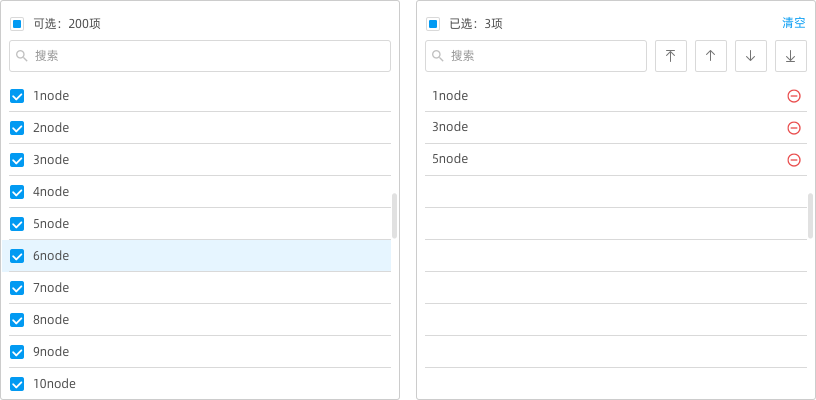 可选：200项
搜索
1node
2node
3node
4node
5node
6node
7node
8node
9node
10node
已选：3项
清空
搜索
1node
3node
5node